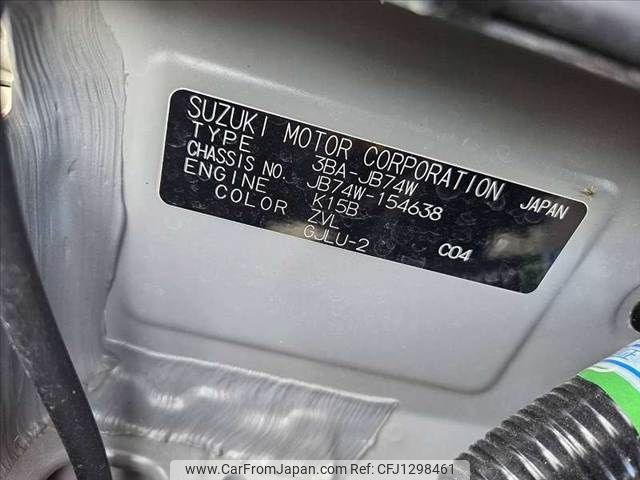 SUZUKI MOTOR CORPORATION JAPAN
TYPE 3BA-JB74W
CHASSIS NO. JB74W-154638
ENGINE K15B
COLOR ZVL
GJLU-2 C04
www.CarFromJapan.com | © CarFromJapan | CFJ1298461